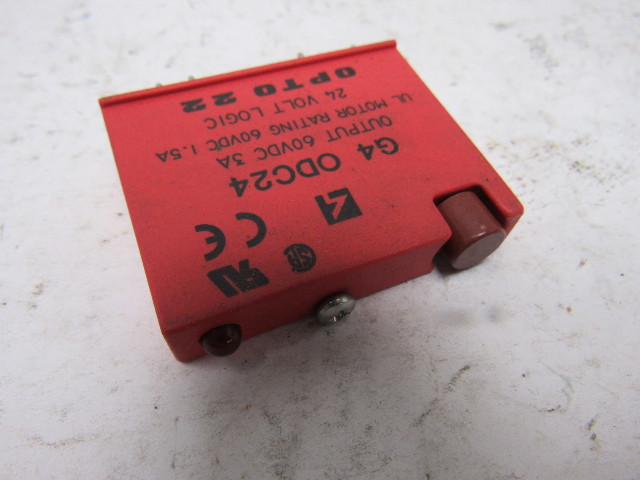 G4 ODC24
OUTPUT 60VDC 3A
UL MOTOR RATING 60VDC 1.5A
24 VOLT LOGIC
OPTO 22